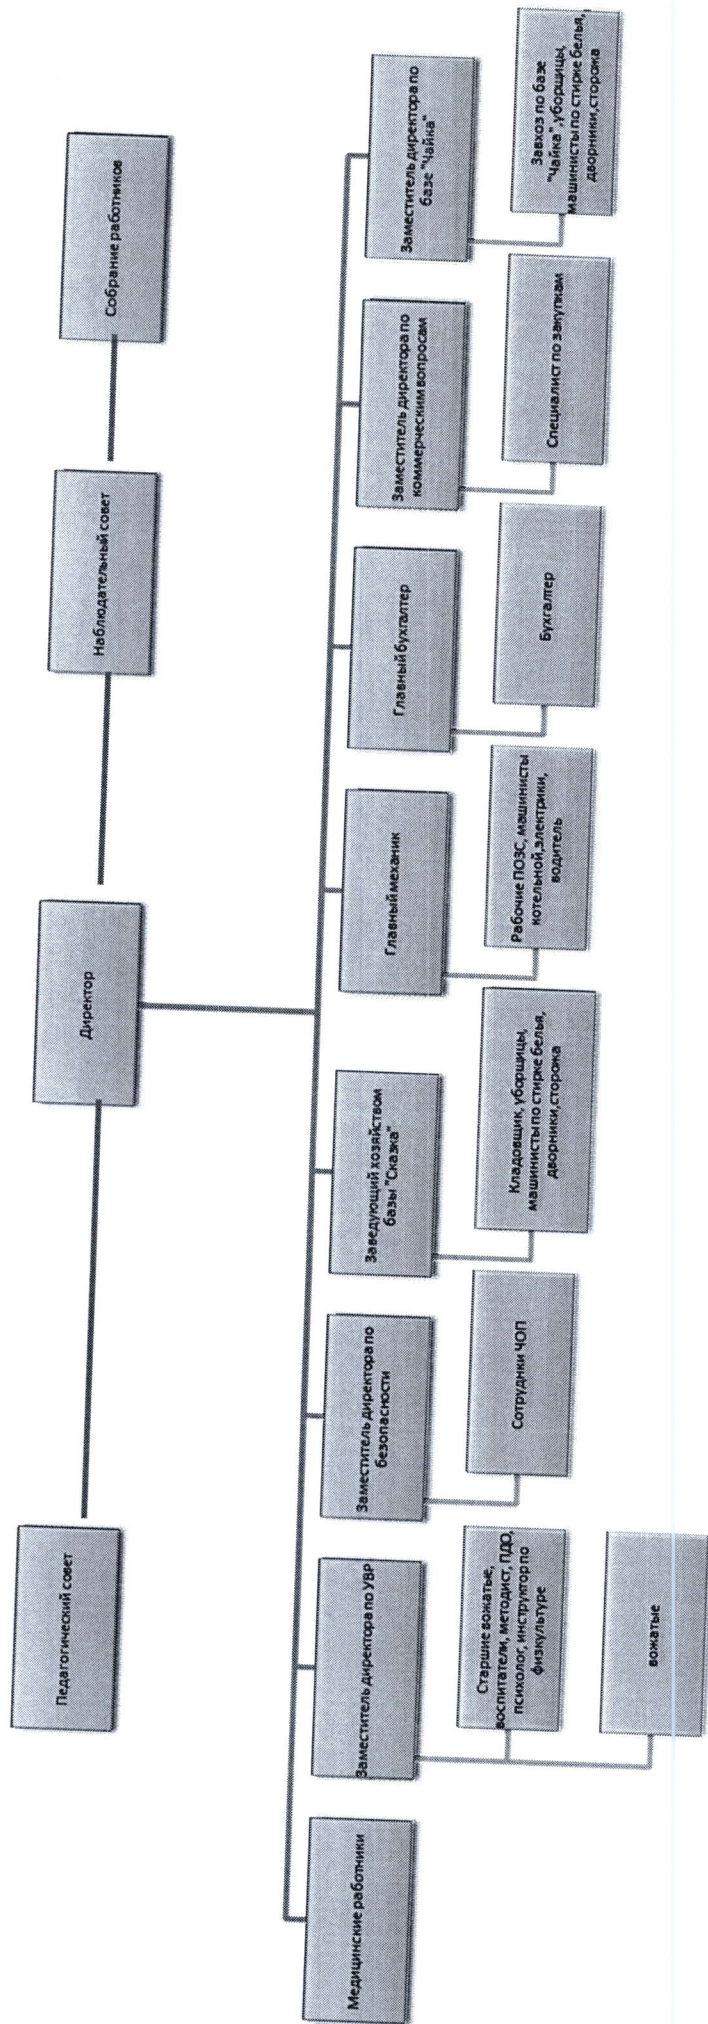 Педагогический совет
Директор
Наблюдательный совет
Собрание работников
Медицинские работники
Заместитель директора по УВР
Заместитель директора по
безопасности
Заведующий хозяйством
базы "Сказка"
Главный механик
Главный бухгалтер
Заместитель директора по
коммерческим вопросам
Заместитель директора по
базе "Чайка"
Старшие вожатые,
воспитатели, методист, ПДО,
психолог, инструктор по
физкультуре
вожатые
Сотрудники ЧОП
Кладовщик, уборщицы,
машинисты по стирке белья,
дворники,сторожа
Рабочие ПОЗС, машинисты
котельной,электрики,
водитель
Бухгалтер
Специалист по закупкам
Завхоз по базе
"Чайка",уборщицы,
машинисты по стирке белья,
дворники,сторожа